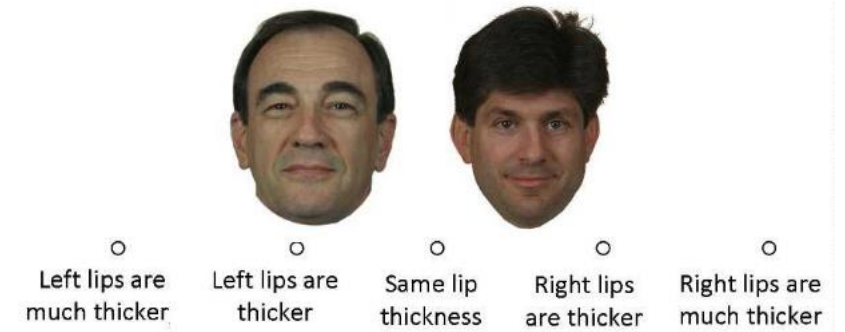 Left lips are
much thicker
Left lips are
thicker
Same lip
thickness
Right lips
are thicker
Right lips are
much thicker